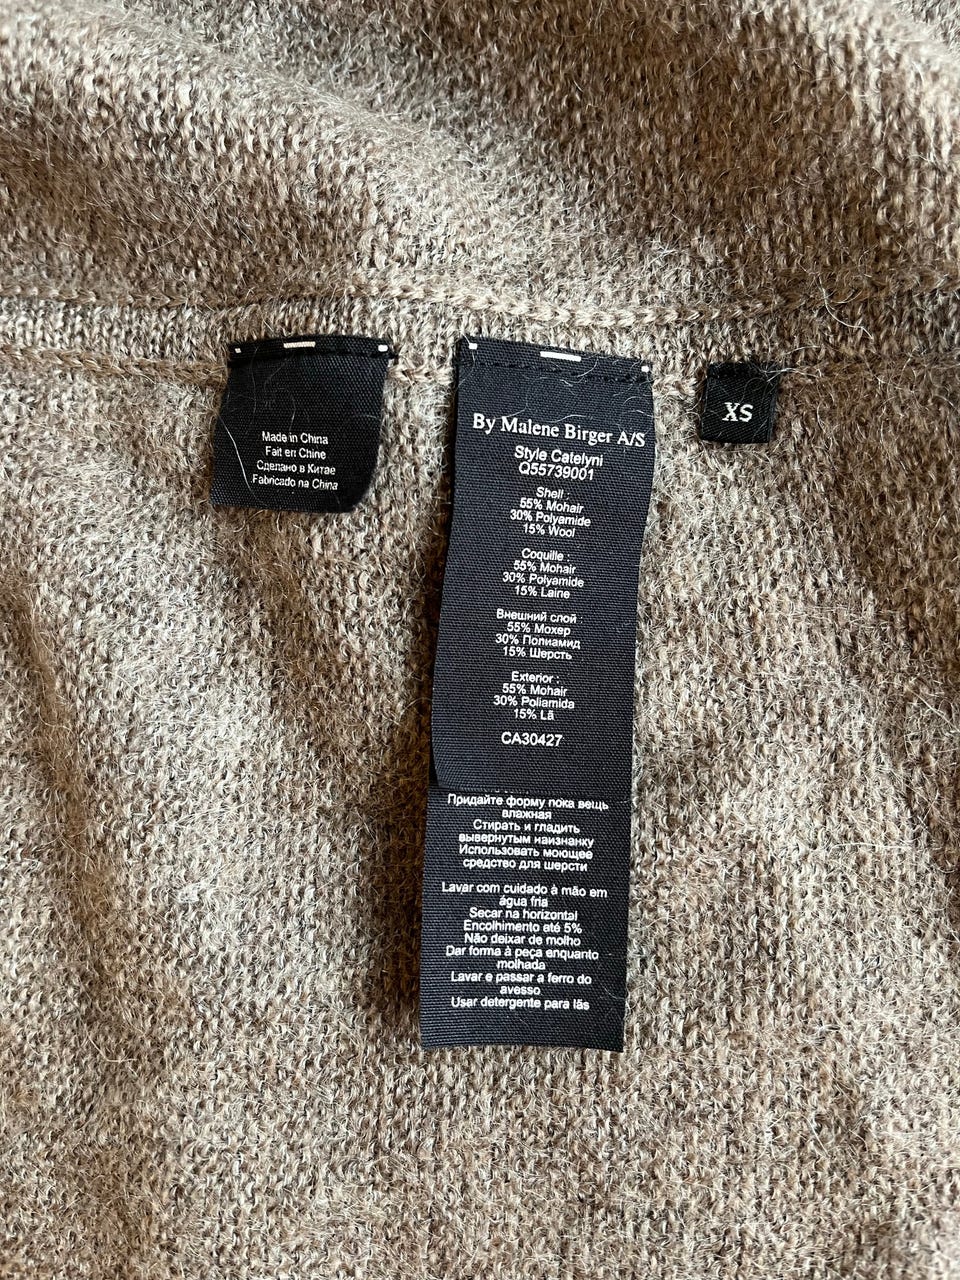 Made in China
Fait en Chine
Сделано в Китае
Fabricado na China
By Malene Birger A/S
Style Catelyni
Q55739001
Shell :
55% Mohair
30% Polyamide
15% Wool
Coquille :
55% Mohair
30% Polyamide
15% Laine
Внешний слой :
55% Мохер
30% Полиамид
15% Шерсть
Exterior :
55% Mohair
30% Poliamida
15% Lã
CA30427
Придайте форму пока вещь
влажная
Стирать и гладить
вывернутым наизнанку
Использовать моющее
средство для шерсти
Lavar com cuidado à mão em
água fria
Secar na horizontal
Encolhimento até 5%
Não deixar de molho
Dar forma à peça enquanto
molhada
Lavar e passar a ferro do
avesso
Usar detergente para lãs
XS